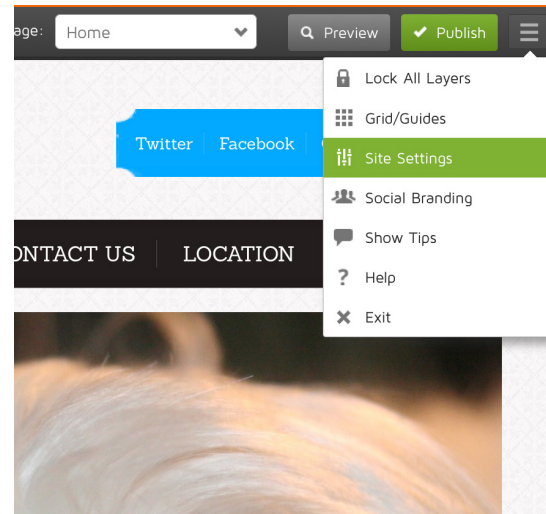 age: Home Preview Publish
Lock All Layers
Grid/Guides
Twitter Facebook
Site Settings
Social Branding
Show Tips
ONTACT US LOCATION
? Help
Exit